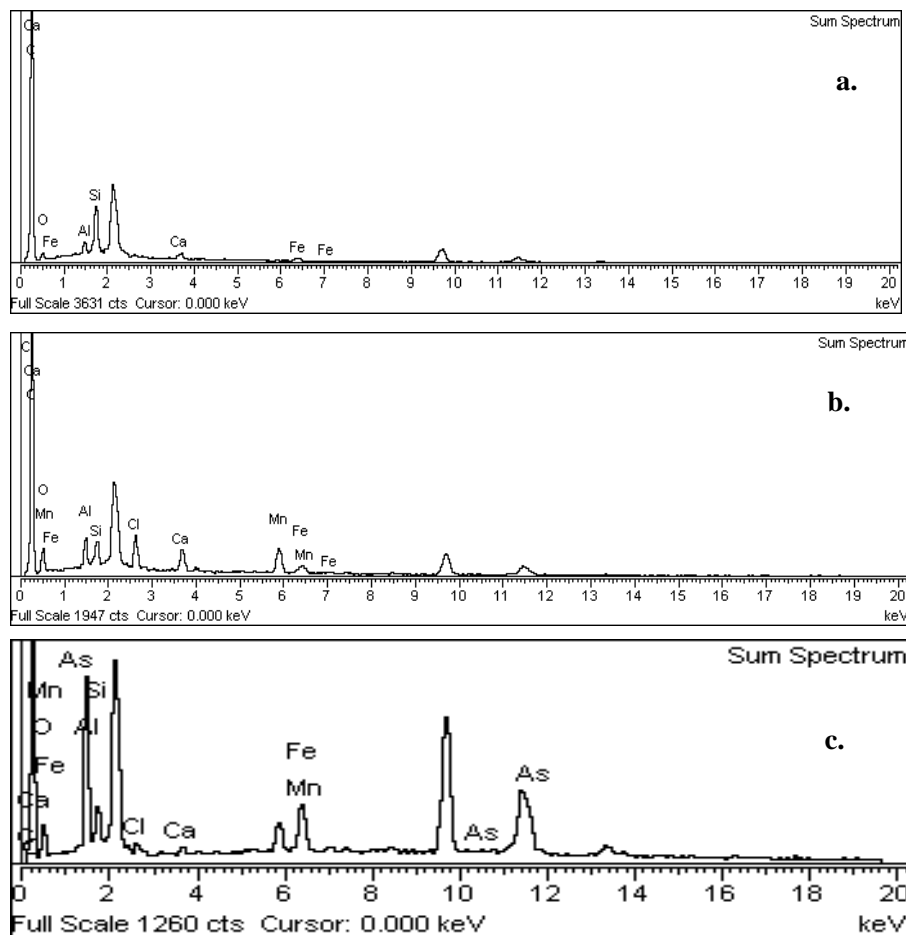 Sum Spectrum
Ca
C
a.
Si
O
Fe Al Ca Fe Fe
0 1 2 3 4 5 6 7 8 9 10 11 12 13 14 15 16 17 18 19 20
Full Scale 3631 cts Cursor: 0.000 keV keV
C Sum Spectrum
Ca
C
b.
O
Mn Al Cl Mn Fe
Fe Si Ca Mn Fe
0 1 2 3 4 5 6 7 8 9 10 11 12 13 14 15 16 17 18 19 20
Full Scale 1947 cts Cursor: 0.000 keV keV
As Sum Spectrum
Mn Si
O Al c.
Fe Fe
Ca Mn As
C Cl Ca As
0 2 4 6 8 10 12 14 16 18 20
Full Scale 1260 cts Cursor: 0.000 keV keV